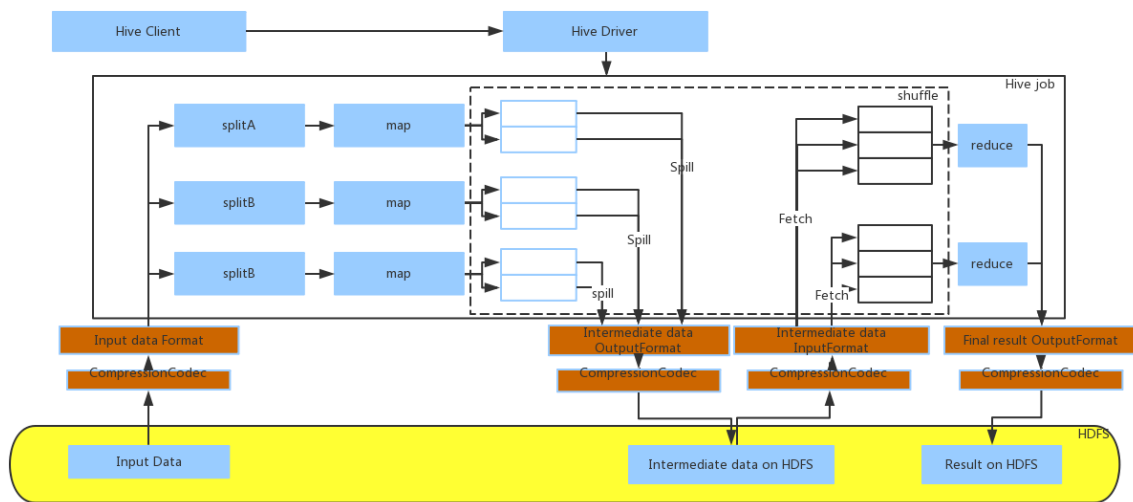 Hive Client
Hive Driver
Hive job
shuffle
splitA
map
reduce
Spill
splitB
map
Spill
Fetch
splitB
map
spill
Fetch
reduce
Input data Format
Intermediate data
OutputFormat
Intermediate data
InputFormat
Final result OutputFormat
CompressionCodec
CompressionCodec
CompressionCodec
CompressionCodec
HDFS
Input Data
Intermediate data on HDFS
Result on HDFS